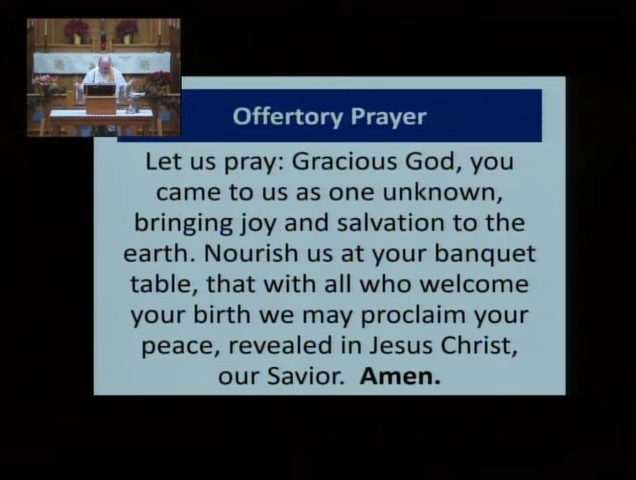 Offertory Prayer
Let us pray: Gracious God, you
came to us as one unknown,
bringing joy and salvation to the
earth. Nourish us at your banquet
table, that with all who welcome
your birth we may proclaim your
peace, revealed in Jesus Christ,
our Savior. Amen.